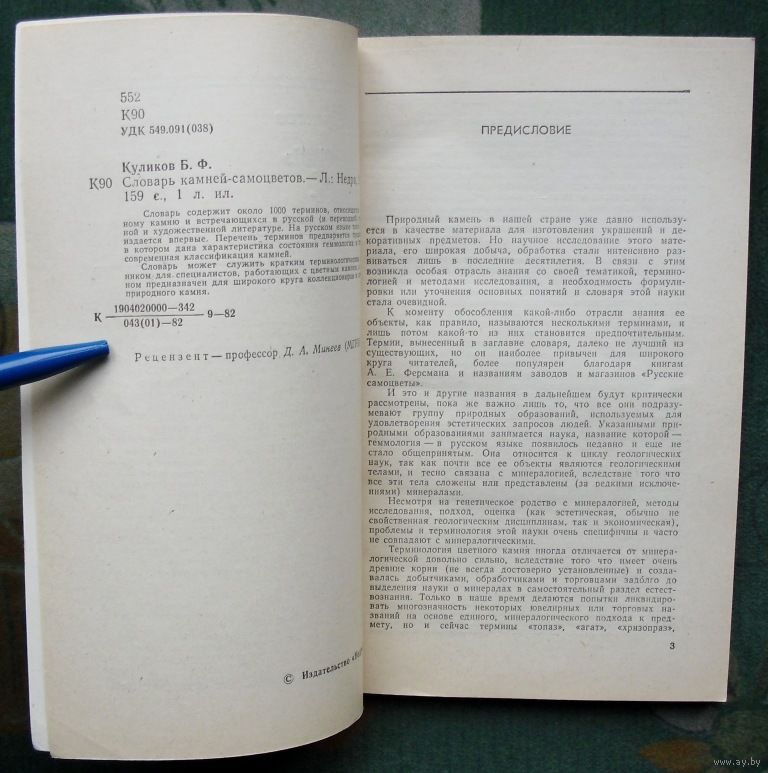 552
К90
УДК 549.091(038)
Куликов Б. Ф.
К90 Словарь камней-самоцветов.— Л.: Недра,
159 с., 1 л. ил.
Словарь содержит около 1000 терминов,
ному камню и встречающихся в русской (и
ной и художественной литературе. На русском языке
издается впервые. Перечень терминов предваряется
в котором дана характеристика состояния геммологии и
современная классификация камней.
Словарь может служить кратким
ником для специалистов, работающих с цветным камнем,
ном предназначен для широкого круга коллекционеров и
природного камня.
К 1904020000—342
043(01)—82 9—82
Рецензент — профессор Д. А. Минеев
© Издательство
ПРЕДИСЛОВИЕ
Природный камень в нашей стране уже давно использу-
ется в качестве материала для изготовления украшений и де-
коративных предметов. Но научное исследование этого мате-
риала, его широкая добыча, обработка стали интенсивно раз-
виваться лишь в последние десятилетия. В связи с этим
возникла особая отрасль знания со своей тематикой, терминo-
логией и методами исследования, а необходимость формули-
ровки или уточнения основных понятий и словаря этой науки
стала очевидной.
К моменту обособления какой-либо отрасли знания ее
объекты, как правило, называются несколькими терминами, и
лишь потом какой-то из них становится предпочтительным.
Термин, вынесенный в заглавие словаря, далеко не лучший из
существующих, но он наиболее привычен для широкого
круга читателей, более популярен благодаря книгам
А. Е. Ферсмана и названиям заводов и магазинов «Русские
самоцветы».
И это и другие названия в дальнейшем будут критически
рассмотрены, пока же важно лишь то, что все они подразу-
мевают группу природных образований, используемых для
удовлетворения эстетических запросов людей. Указанными при-
родными образованиями занимается наука, название которой —
геммология — в русском языке появилось недавно и еще не
стало общепринятым. Она относится к циклу геологических
наук, так как почти все ее объекты являются геологическими
телами, и тесно связана с минералогией, вследствие того что
все эти тела сложены или представлены (за редкими исключе-
ниями) минералами.
Несмотря на генетическое родство с минералогией, методы
исследования, подход, оценка (как эстетическая, обычно не
свойственная геологическим дисциплинам, так и экономическая),
проблемы и терминология этой науки очень специфичны и часто
не совпадают с минералогическими.
Терминология цветного камня иногда отличается от минера-
логической довольно сильно, вследствие того что имеет очень
древние корни (не всегда достоверно установленные) и созда-
валась добытчиками, обработчиками и торговцами задолго до
выделения науки о минералах в самостоятельный раздел естест-
вознания. Только в наше время делаются попытки ликвидиро-
вать многозначность некоторых ювелирных или торговых на-
званий на основе единого, минералогического подхода к пред-
мету, но и сейчас термины «топаз», «агат», «хризопраз»,
3
www.ay.by